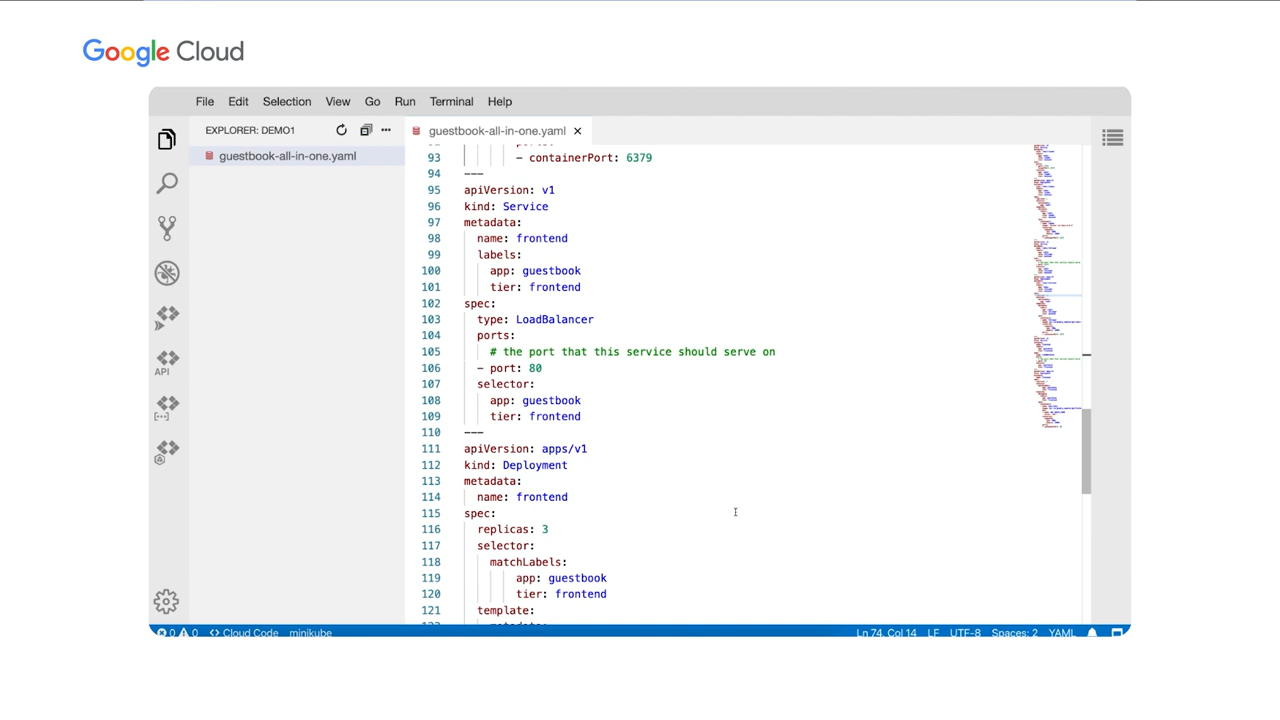 Google Cloud
File Edit Selection View Go Run Terminal Help
EXPLORER: DEMO1
guestbook-all-in-one.yaml
guestbook-all-in-one.yaml
93 - containerPort: 6379
94 ---
95 apiVersion: v1
96 kind: Service
97 metadata:
98 name: frontend
99 labels:
100 app: guestbook
101 tier: frontend
102 spec:
103 type: LoadBalancer
104 ports:
105 # the port that this service should serve on
106 - port: 80
107 selector:
108 app: guestbook
109 tier: frontend
110 ---
111 apiVersion: apps/v1
112 kind: Deployment
113 metadata:
114 name: frontend
115 spec:
116 replicas: 3
117 selector:
118 matchLabels:
119 app: guestbook
120 tier: frontend
121 template:
API
0 0 <> Cloud Code minikube Ln 74, Col 14 LF UTF-8 Spaces: 2 YAML